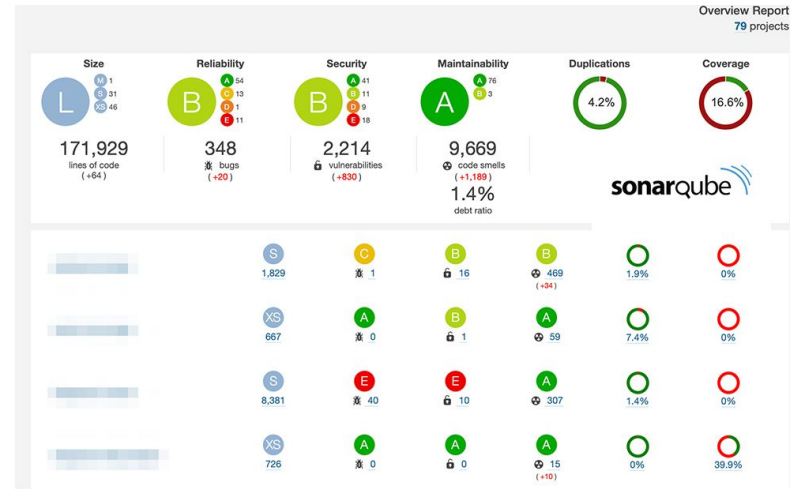 Overview Report
79 projects
Size Reliability Security Maintainability Duplications Coverage
L M 1 S 31 XS 46
B A 54 C 13 D 1 E 11
B A 41 B 11 D 9 E 18
A A 76 B 3
4.2% 16.6%
171,929 348 2,214 9,669
lines of code bugs vulnerabilities code smells
(+64) (+20) (+830) (+1,189)
1.4%
debt ratio
sonarqube
S C B B
1,829 1 16 469 1.9% 0%
(+34)
XS A B A
667 0 1 59 7.4% 0%
S E E A
8,381 40 10 307 1.4% 0%
XS A A A
726 0 0 15 0% 39.9%
(+10)